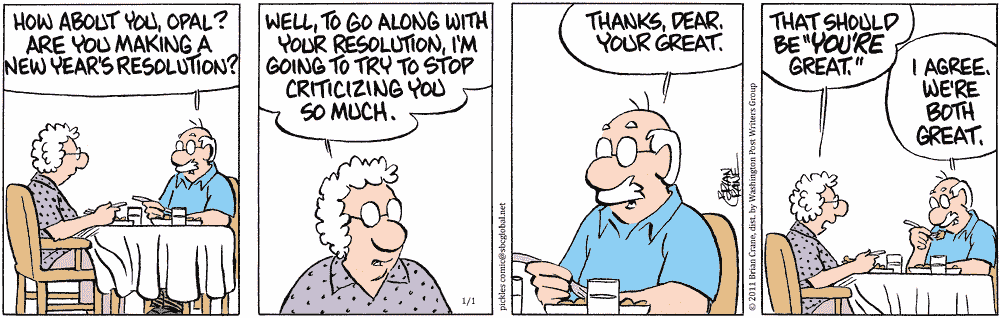 HOW ABOUT YOU, OPAL?
ARE YOU MAKING A
NEW YEAR'S RESOLUTION?
WELL, TO GO ALONG WITH
YOUR RESOLUTION, I'M
GOING TO TRY TO STOP
CRITICIZING YOU
SO MUCH.
1/1
pickles comic@sbcglobal.net
THANKS, DEAR.
YOUR GREAT.
BRIAN
CRANE
© 2011 Brian Crane, dist. by Washington Post Writers Group
THAT SHOULD
BE "YOU'RE
GREAT."
I AGREE.
WE'RE
BOTH
GREAT.